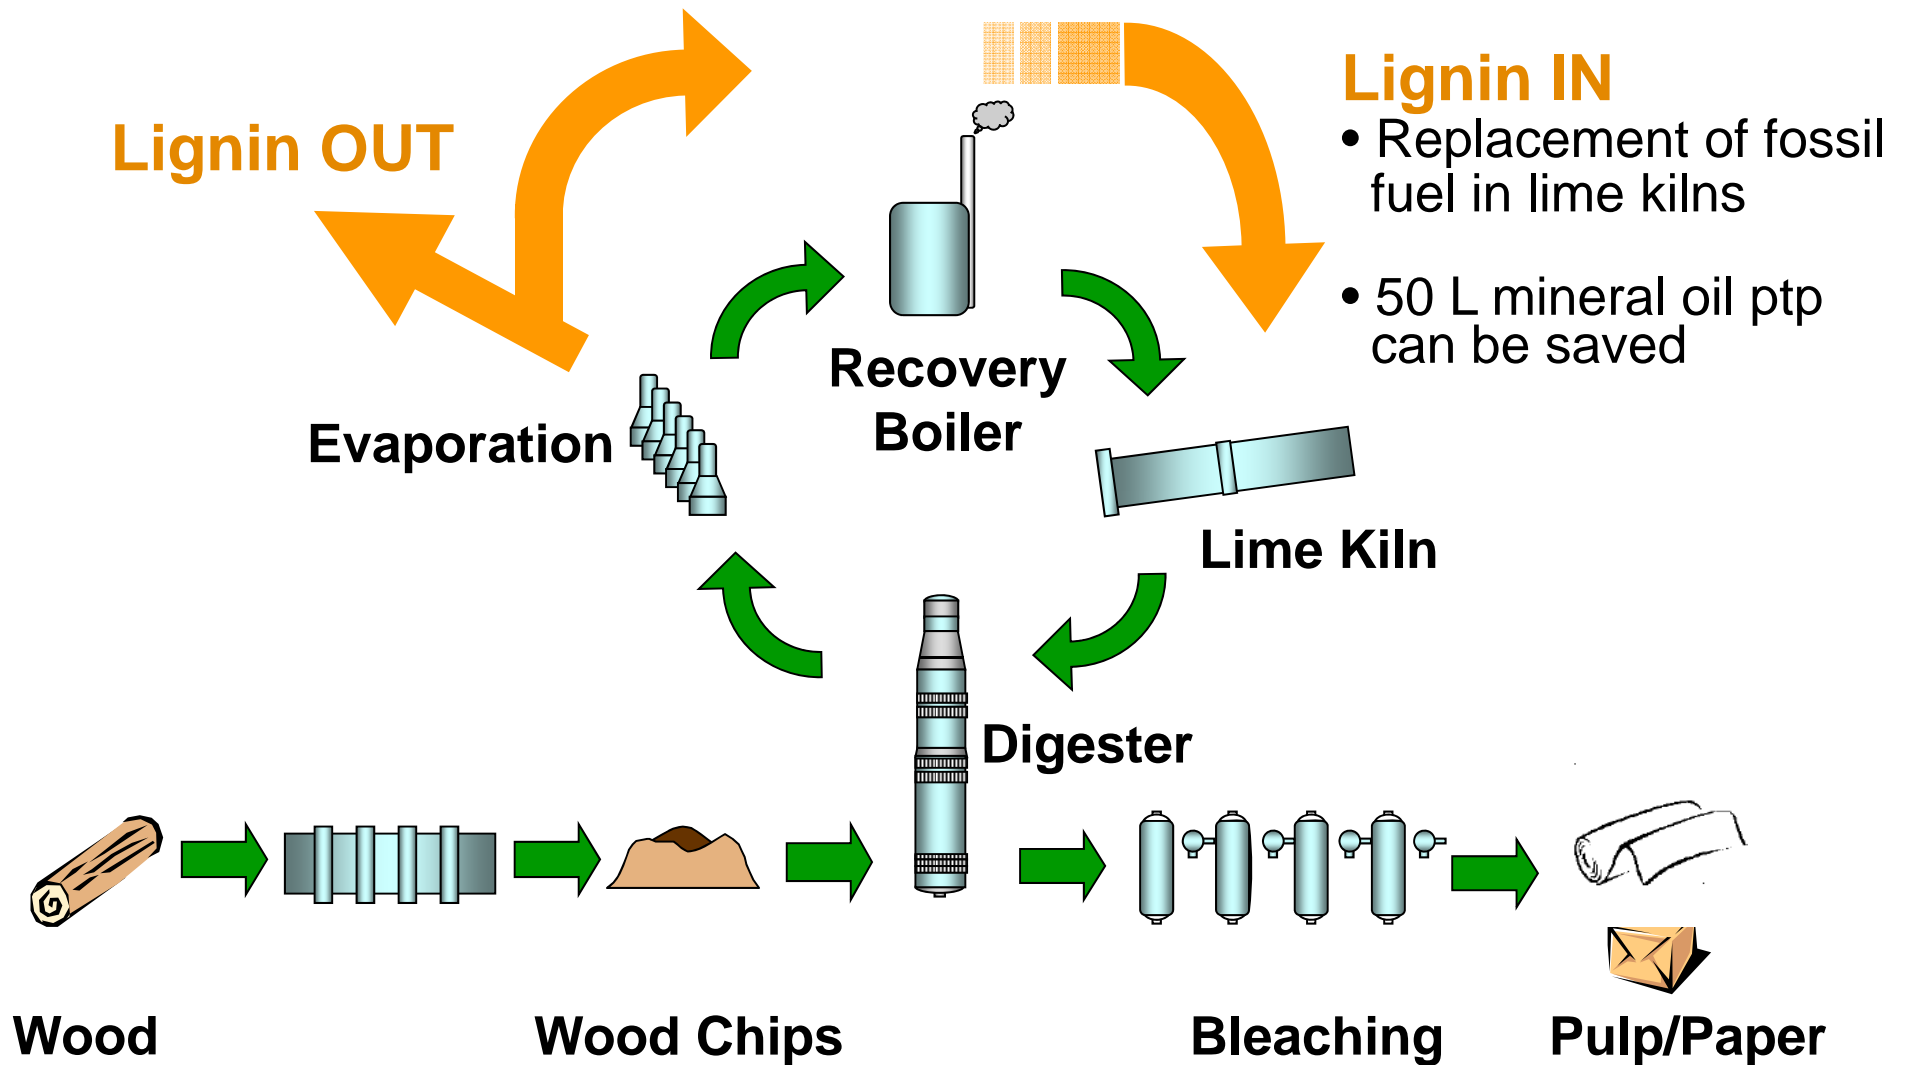 Lignin IN
• Replacement of fossil
fuel in lime kilns
• 50 L mineral oil ptp
can be saved
Lignin OUT
Recovery
Boiler
Evaporation
Lime Kiln
Digester
Wood
Wood Chips
Bleaching
Pulp/Paper